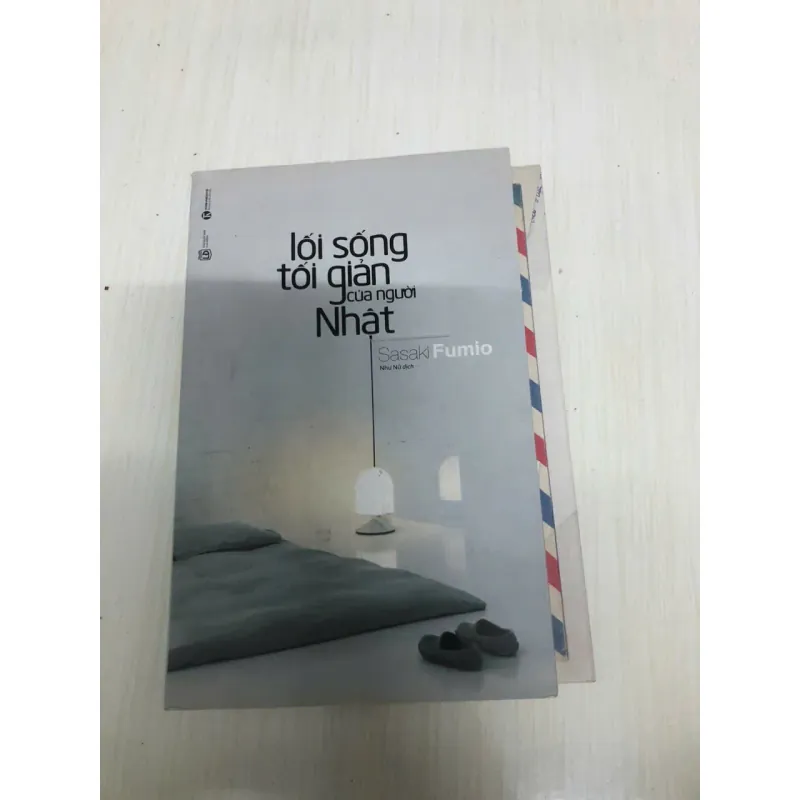 lối sống
tối giản
của người
Nhật
Sasaki Fumio
Như Nữ dịch